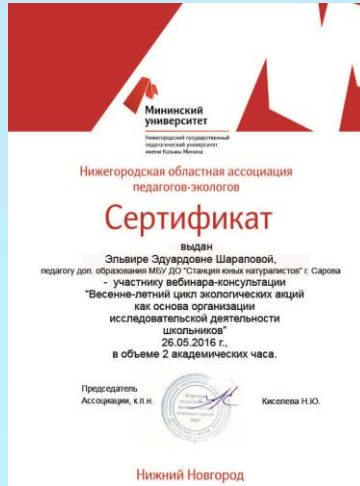 Мининский
университет
Нижегородский государственный
педагогический университет
имени Козьмы Минина
Нижегородская областная ассоциация
педагогов-экологов
Сертификат
выдан
Эльвире Эдуардовне Шараповой,
педагогу доп. образования МБУ ДО "Станция юных натуралистов" г. Сарова
- участнику вебинара-консультации
"Весенне-летний цикл экологических акций
как основа организации
исследовательской деятельности
школьников"
26.05.2016 г.,
в объеме 2 академических часа.
Председатель
Ассоциации, к.п.н.
Киселева Н.Ю.
Нижний Новгород